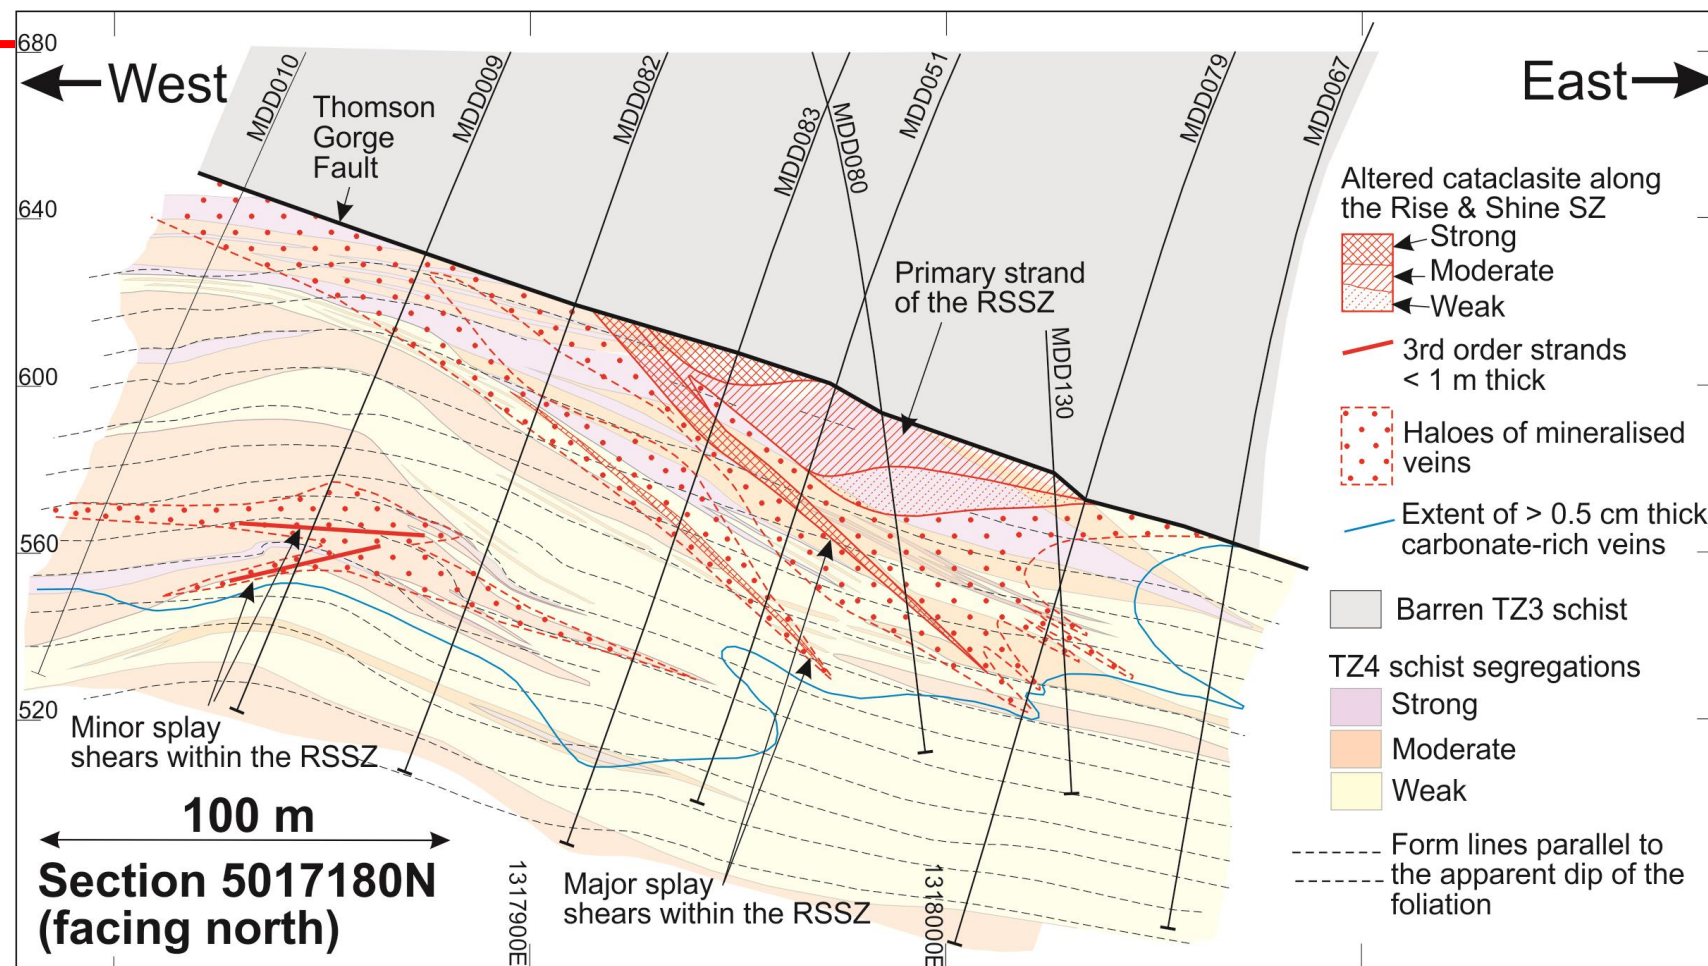 680
640
600
560
520
West
East
MDD010
MDD009
MDD082
MDD083
MDD080
MDD051
MDD079
MDD067
MDD130
Thomson
Gorge
Fault
Primary strand
of the RSSZ
Minor splay
shears within the RSSZ
Major splay
shears within the RSSZ
100 m
Section 5017180N
(facing north)
1317900E
1318000E
Altered cataclasite along
the Rise & Shine SZ
Strong
Moderate
Weak
3rd order strands
< 1 m thick
Haloes of mineralised
veins
Extent of > 0.5 cm thick
carbonate-rich veins
Barren TZ3 schist
TZ4 schist segregations
Strong
Moderate
Weak
Form lines parallel to
the apparent dip of the
foliation